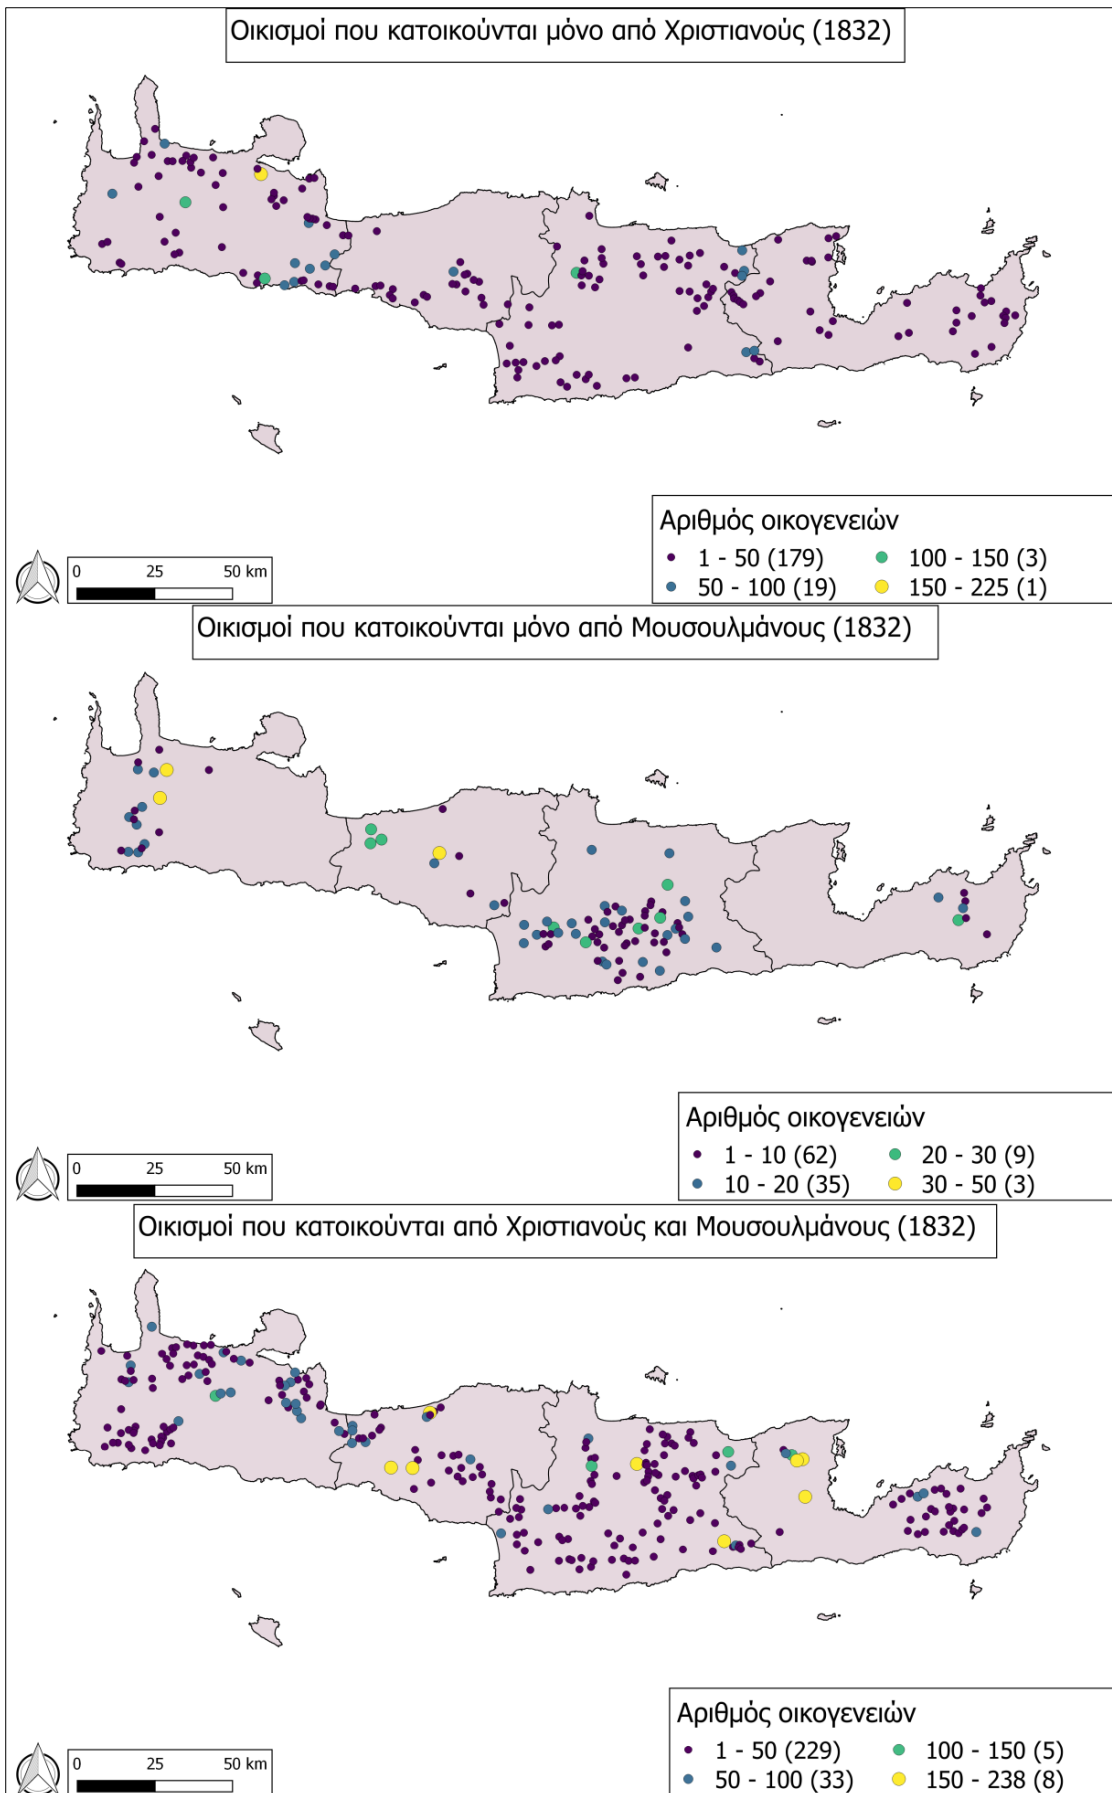 Οικισμοί που κατοικούνται μόνο από Χριστιανούς (1832)
Αριθμός οικογενειών
1 - 50 (179) 100 - 150 (3)
50 - 100 (19) 150 - 225 (1)
0 25 50 km
Οικισμοί που κατοικούνται μόνο από Μουσουλμάνους (1832)
Αριθμός οικογενειών
1 - 10 (62) 20 - 30 (9)
10 - 20 (35) 30 - 50 (3)
0 25 50 km
Οικισμοί που κατοικούνται από Χριστιανούς και Μουσουλμάνους (1832)
Αριθμός οικογενειών
1 - 50 (229) 100 - 150 (5)
50 - 100 (33) 150 - 238 (8)
0 25 50 km